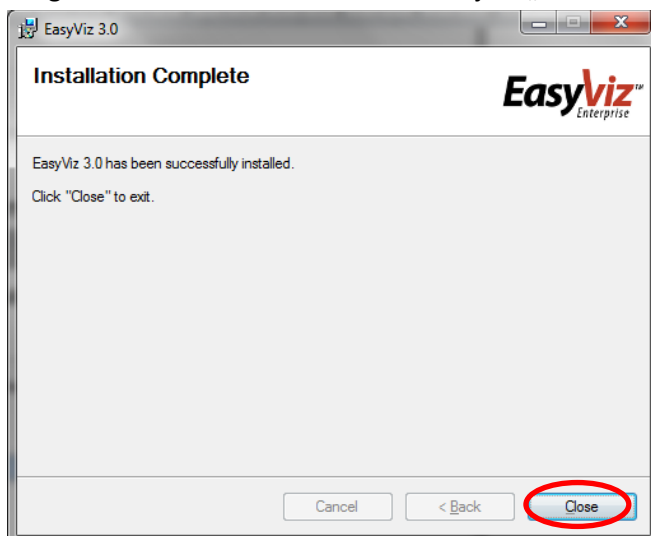 EasyViz 3.0
Installation Complete
EasyViz™
Enterprise
EasyViz 3.0 has been successfully installed.
Click "Close" to exit.
Cancel
< Back
Close